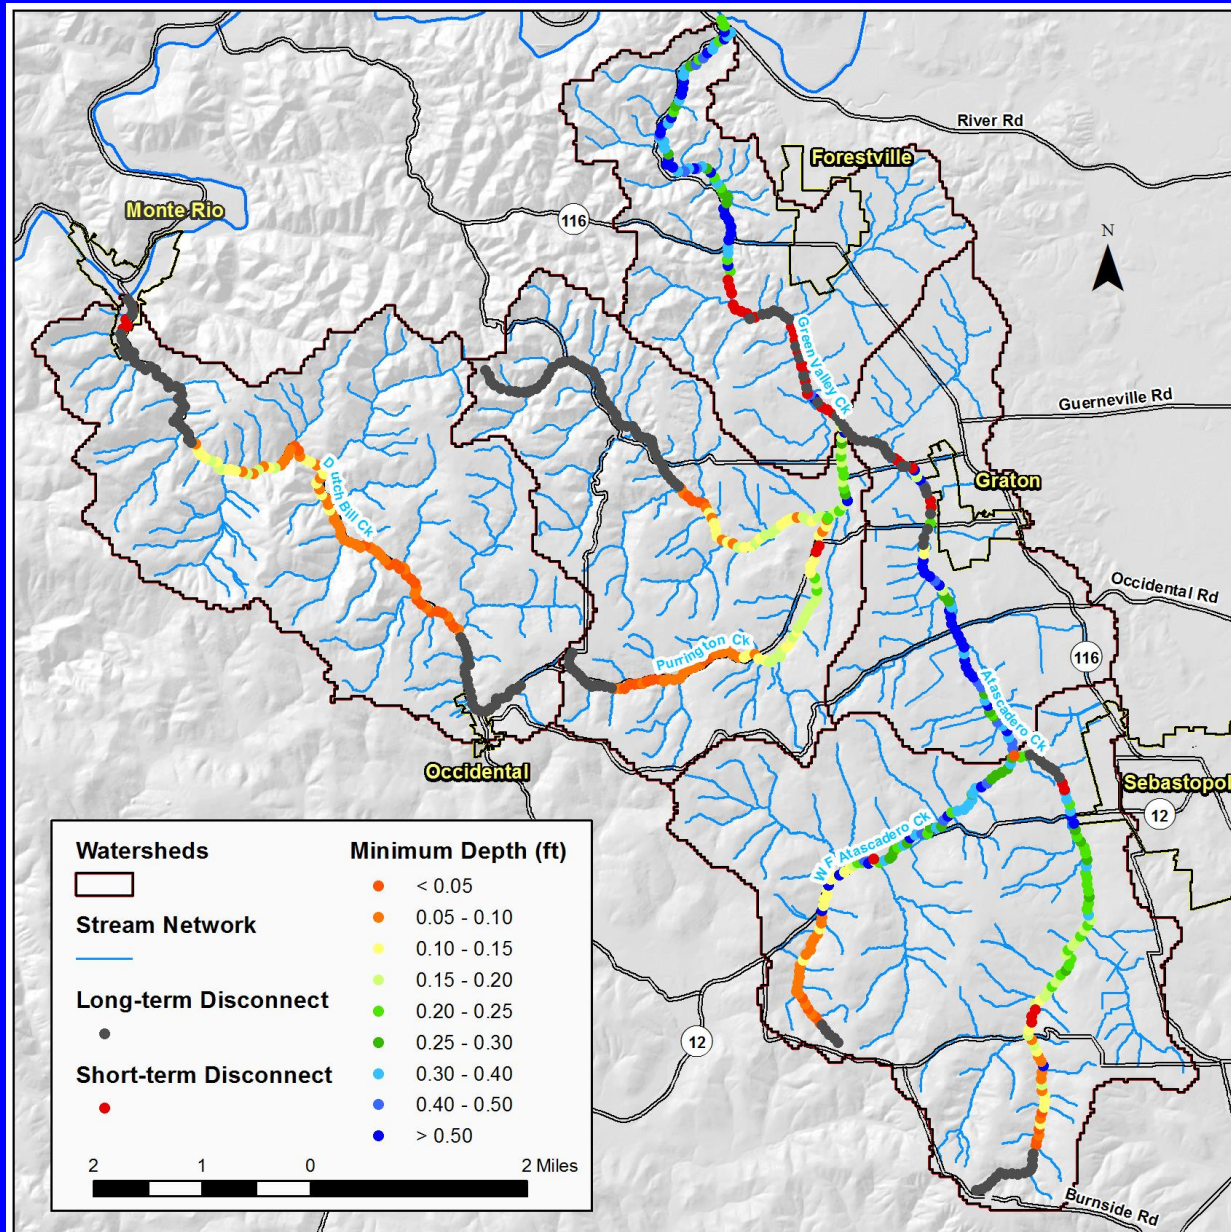 River Rd
Forestville
Monte Rio
116
N
Green Valley Ck
Guerneville Rd
Dutch Bill Ck
Graton
Occidental Rd
Purrington Ck
116
Atascadero Ck
Occidental
Sebastopol
12
W F Atascadero Ck
12
Burnside Rd
Watersheds
Stream Network
Long-term Disconnect
Short-term Disconnect
Minimum Depth (ft)
< 0.05
0.05 - 0.10
0.10 - 0.15
0.15 - 0.20
0.20 - 0.25
0.25 - 0.30
0.30 - 0.40
0.40 - 0.50
> 0.50
2 1 0 2 Miles